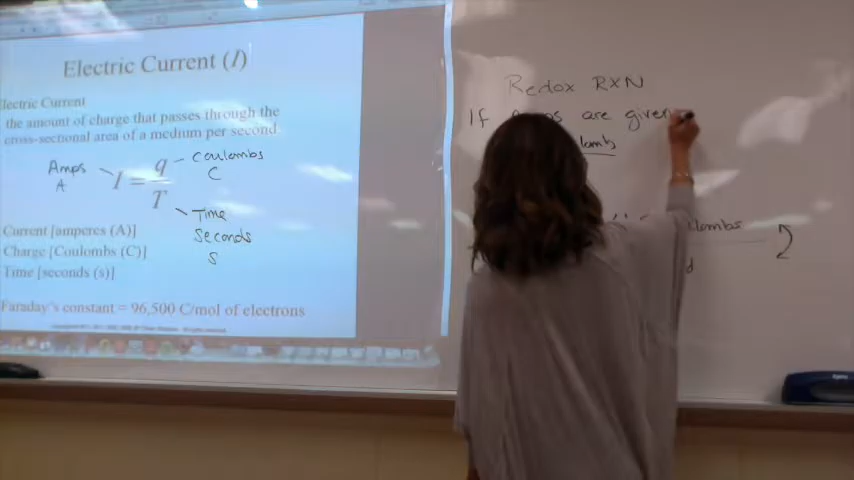 Electric Current (I)
lectric Current
the amount of charge that passes through the
cross-sectional area of a medium per second.
Amps
A
I = q/T
Coulombs
C
Time
seconds
s
Current [amperes (A)]
Charge [Coulombs (C)]
Time [seconds (s)]
Faraday's constant = 96,500 C/mol of electrons
Redox RXN
If are given